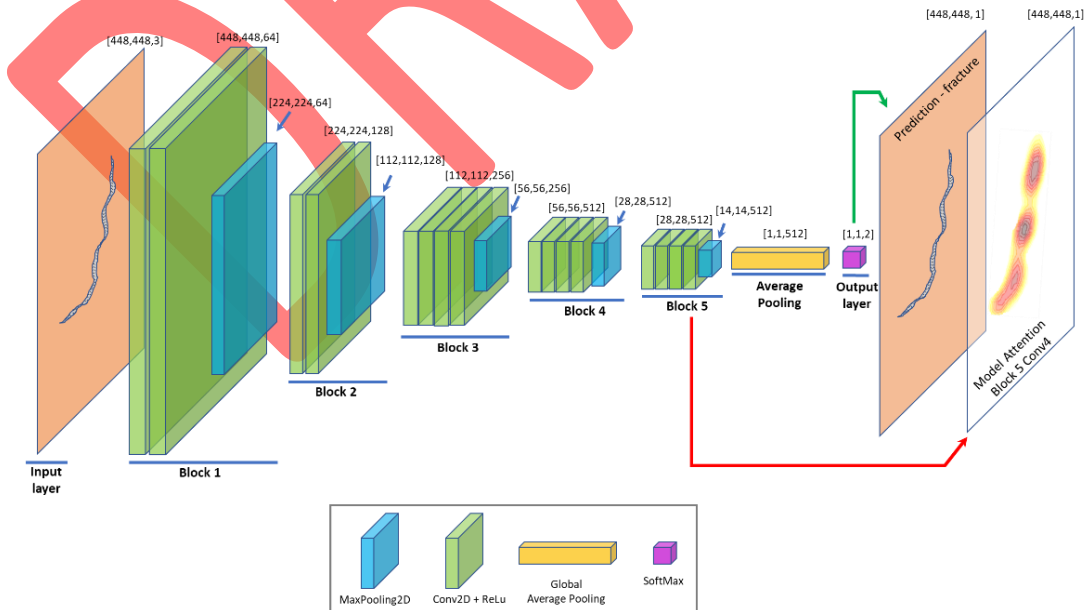 [448,448,3]
[448,448,64]
[224,224,64]
[224,224,128]
[112,112,128]
[112,112,256]
[56,56,256]
[56,56,512]
[28,28,512]
[28,28,512]
[14,14,512]
[1,1,512]
[1,1,2]
[448,448, 1]
[448,448,1]
Prediction - fracture
Model Attention
Block 5 Conv4
Input
layer
Block 1
Block 2
Block 3
Block 4
Block 5
Average
Pooling
Output
layer
MaxPooling2D
Conv2D + ReLu
Global
Average Pooling
SoftMax